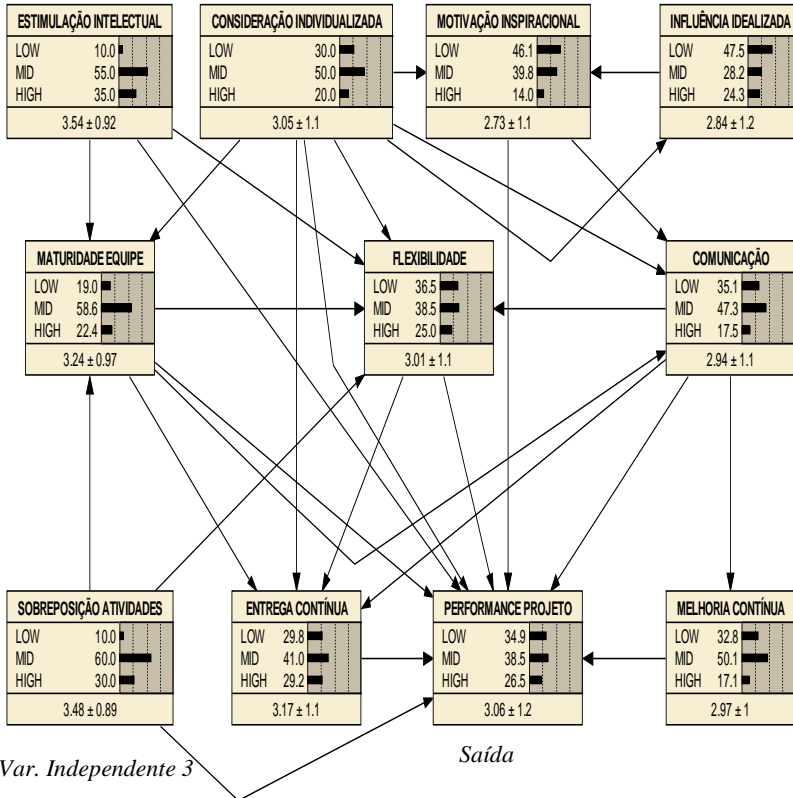 ESTIMULAÇÃO INTELECTUAL
LOW 10.0
MID 55.0
HIGH 35.0
3.54 ± 0.92
CONSIDERAÇÃO INDIVIDUALIZADA
LOW 30.0
MID 50.0
HIGH 20.0
3.05 ± 1.1
MOTIVAÇÃO INSPIRACIONAL
LOW 46.1
MID 39.8
HIGH 14.0
2.73 ± 1.1
INFLUÊNCIA IDEALIZADA
LOW 47.5
MID 28.2
HIGH 24.3
2.84 ± 1.2
MATURIDADE EQUIPE
LOW 19.0
MID 58.6
HIGH 22.4
3.24 ± 0.97
FLEXIBILIDADE
LOW 36.5
MID 38.5
HIGH 25.0
3.01 ± 1.1
COMUNICAÇÃO
LOW 35.1
MID 47.3
HIGH 17.5
2.94 ± 1.1
SOBREPOSIÇÃO ATIVIDADES
LOW 10.0
MID 60.0
HIGH 30.0
3.48 ± 0.89
ENTREGA CONTÍNUA
LOW 29.8
MID 41.0
HIGH 29.2
3.17 ± 1.1
PERFORMANCE PROJETO
LOW 34.9
MID 38.5
HIGH 26.5
3.06 ± 1.2
MELHORIA CONTÍNUA
LOW 32.8
MID 50.1
HIGH 17.1
2.97 ± 1
Var. Independente 3
Saída